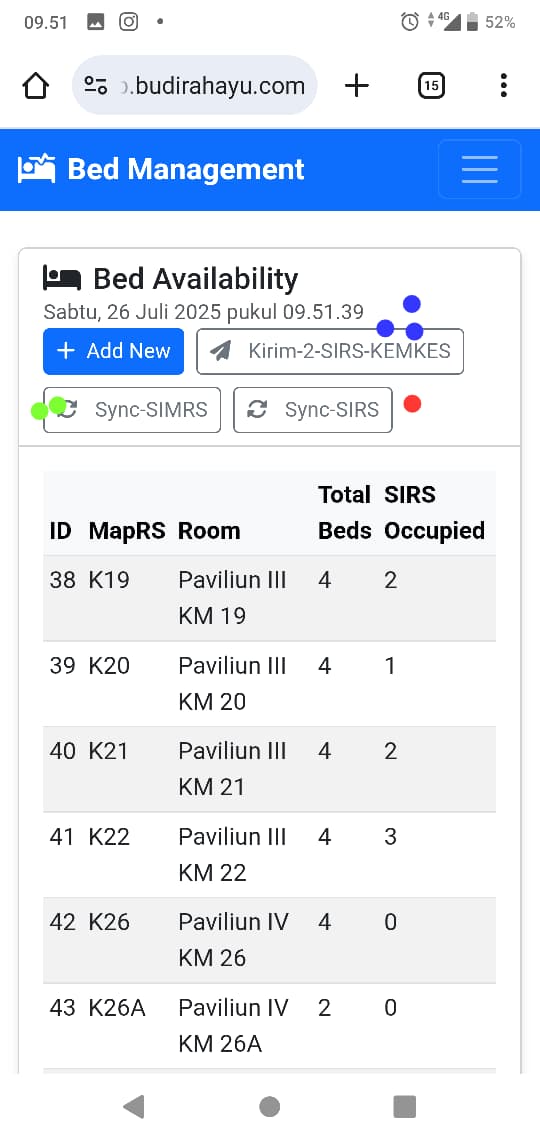 09.51
4G
52%
.budirahayu.com
15
Bed Management
Bed Availability
Sabtu, 26 Juli 2025 pukul 09.51.39
+ Add New
Kirim-2-SIRS-KEMKES
Sync-SIMRS
Sync-SIRS
ID MapRS Room Total Beds SIRS Occupied
38 K19 Paviliun III KM 19 4 2
39 K20 Paviliun III KM 20 4 1
40 K21 Paviliun III KM 21 4 2
41 K22 Paviliun III KM 22 4 3
42 K26 Paviliun IV KM 26 4 0
43 K26A Paviliun IV KM 26A 2 0